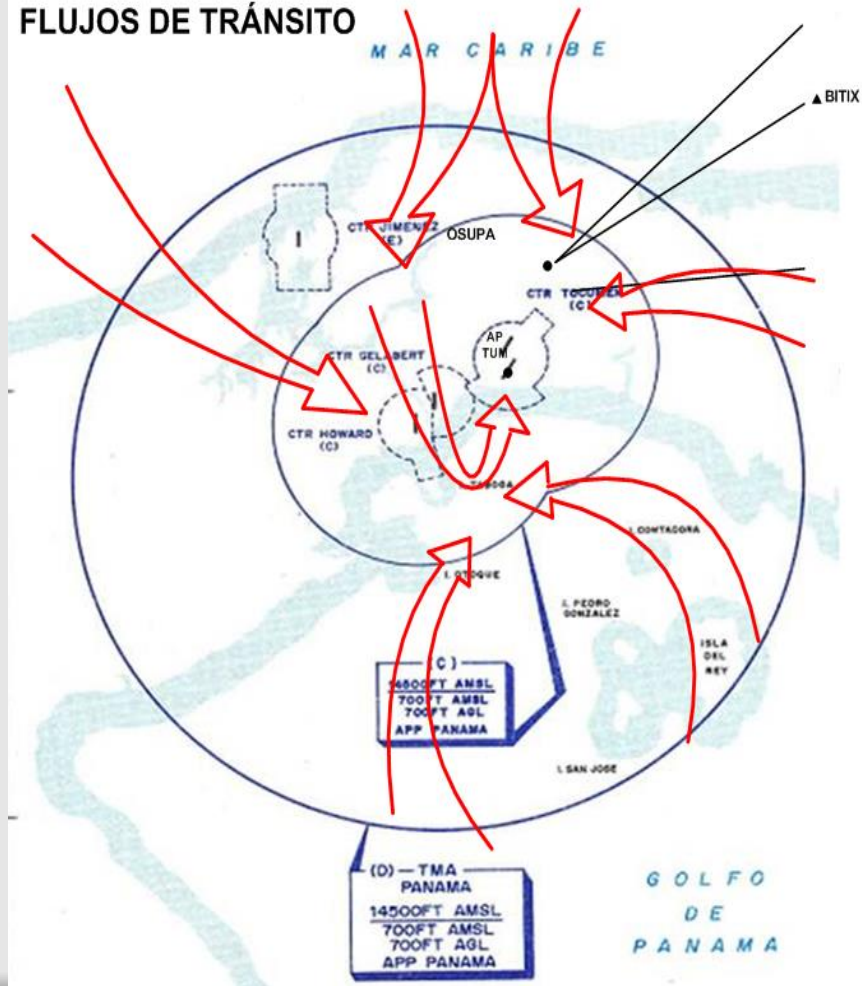 FLUJOS DE TRÁNSITO
MAR CARIBE
▲ BITIX
CTR JIMENEZ
(E)
OSUPA
CTR TOCUMEN
(C)
AP
TUM
CTR GELABERT
(C)
CTR HOWARD
(C)
I. TABOGA
I. CONTADORA
I. OTOQUE
I. PEDRO
GONZALEZ
ISLA
DEL
REY
(C)
14500FT AMSL
700FT AMSL
700FT AGL
APP PANAMA
I. SAN JOSE
(D) — TMA
PANAMA
14500FT AMSL
700FT AMSL
700FT AGL
APP PANAMA
GOLFO
DE
PANAMA